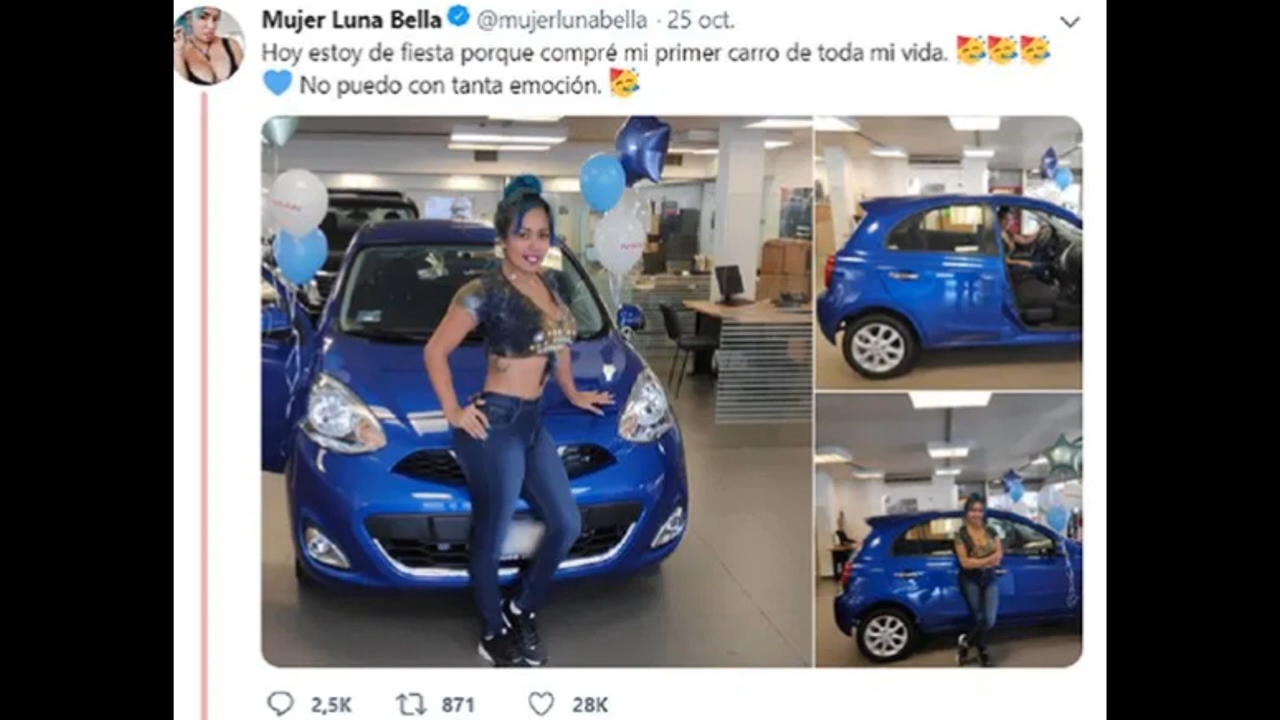 Mujer Luna Bella @mujerlunabella · 25 oct.
Hoy estoy de fiesta porque compré mi primer carro de toda mi vida. 🥳🥳🥳
💙 No puedo con tanta emoción. 🥳
2,5K 871 28K